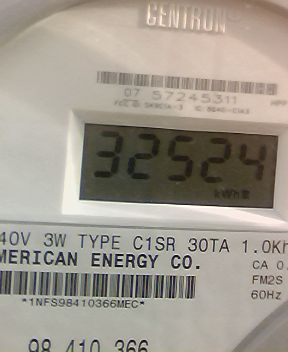 CENTRON
07 57245311
32524
kWh
40V 3W TYPE C1SR 30TA 1.0Kh
MERICAN ENERGY CO.
CA 0.
FM2S
60Hz
*1NFS98410366MEC*
98 410 366